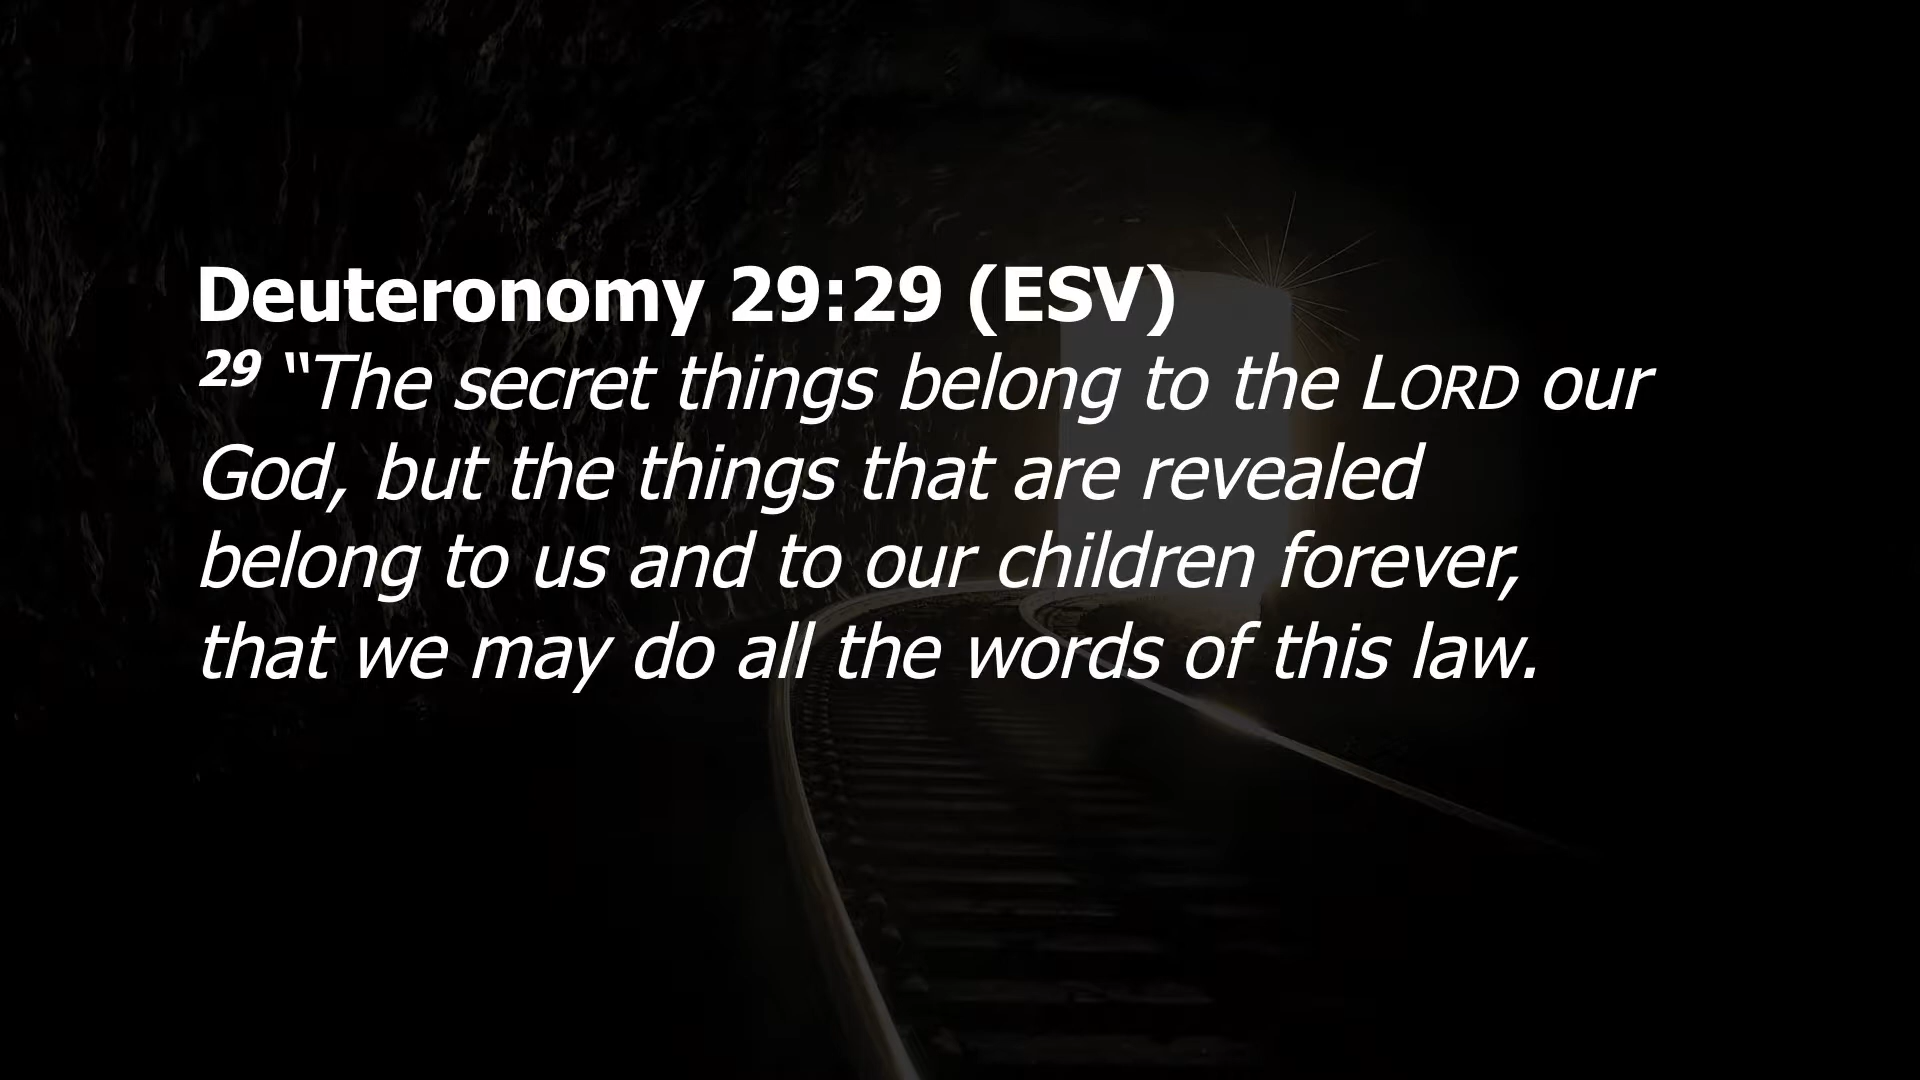 Deuteronomy 29:29 (ESV)
29 “The secret things belong to the LORD our
God, but the things that are revealed
belong to us and to our children forever,
that we may do all the words of this law.